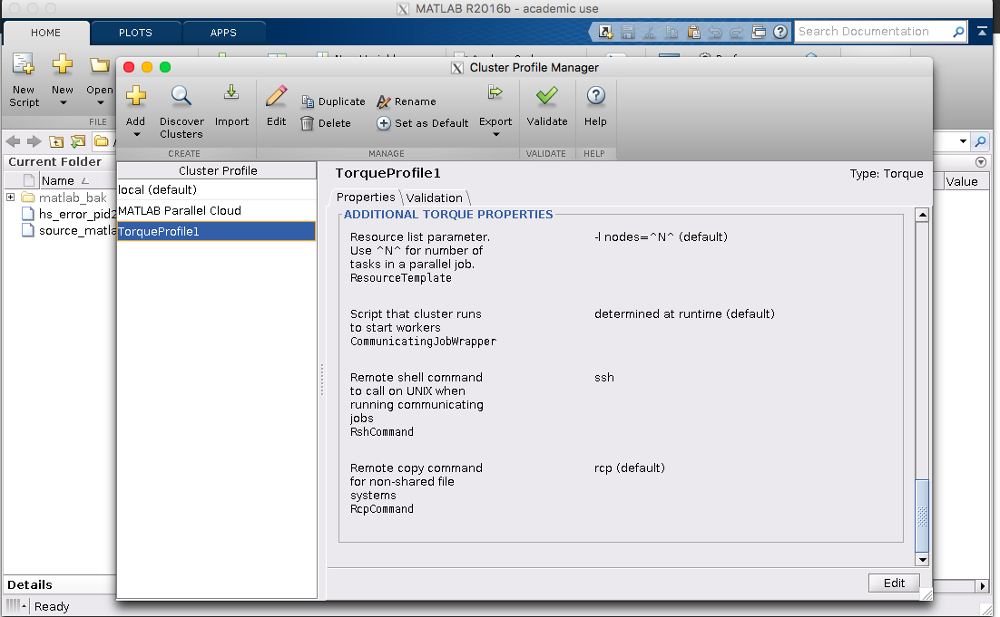 MATLAB R2016b - academic use
HOME
PLOTS
APPS
Search Documentation
New
Script
New
Open
FILE
Cluster Profile Manager
Add
Discover
Clusters
Import
Edit
Duplicate
Delete
Rename
Set as Default
Export
Validate
Help
CREATE
MANAGE
VALIDATE
HELP
Current Folder
Name
matlab_bak
hs_error_pid2
source_matla
Value
Cluster Profile
local (default)
MATLAB Parallel Cloud
TorqueProfile1
TorqueProfile1
Type: Torque
Properties
Validation
ADDITIONAL TORQUE PROPERTIES
Resource list parameter.
Use ^N^ for number of
tasks in a parallel job.
ResourceTemplate
-l nodes=^N^ (default)
Script that cluster runs
to start workers
CommunicatingJobWrapper
determined at runtime (default)
Remote shell command
to call on UNIX when
running communicating
jobs
RshCommand
ssh
Remote copy command
for non-shared file
systems
RcpCommand
rcp (default)
Edit
Details
Ready